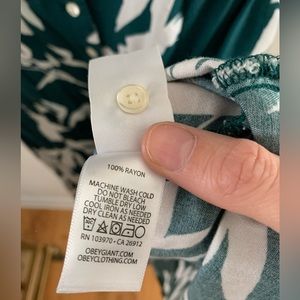 100% RAYON
MACHINE WASH COLD
DO NOT BLEACH
TUMBLE DRY LOW
COOL IRON AS NEEDED
DRY CLEAN AS NEEDED
RN 103970 • CA 26912
OBEYGIANT.COM
OBEYCLOTHING.COM